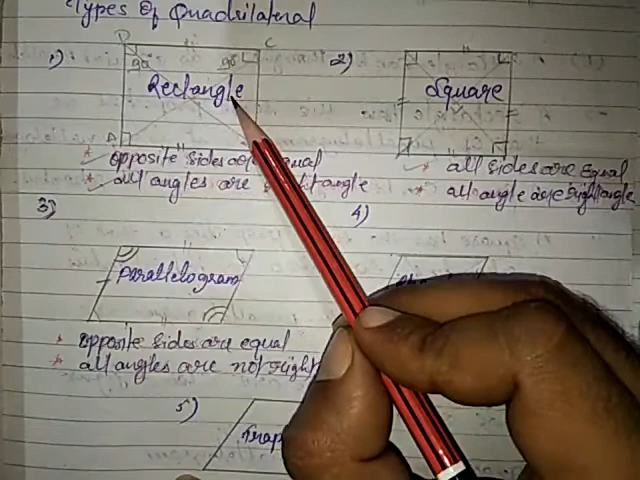 Types Of Quadrilateral
1)
D
C
90°
90°
Rectangle
A
opposite sides are equal
all angles are right angle
2)
Square
* all sides are equal
* all angle are right angle
3)
Parallelogram
* opposite sides are equal
* all angles are not right
4)
5)
Trap